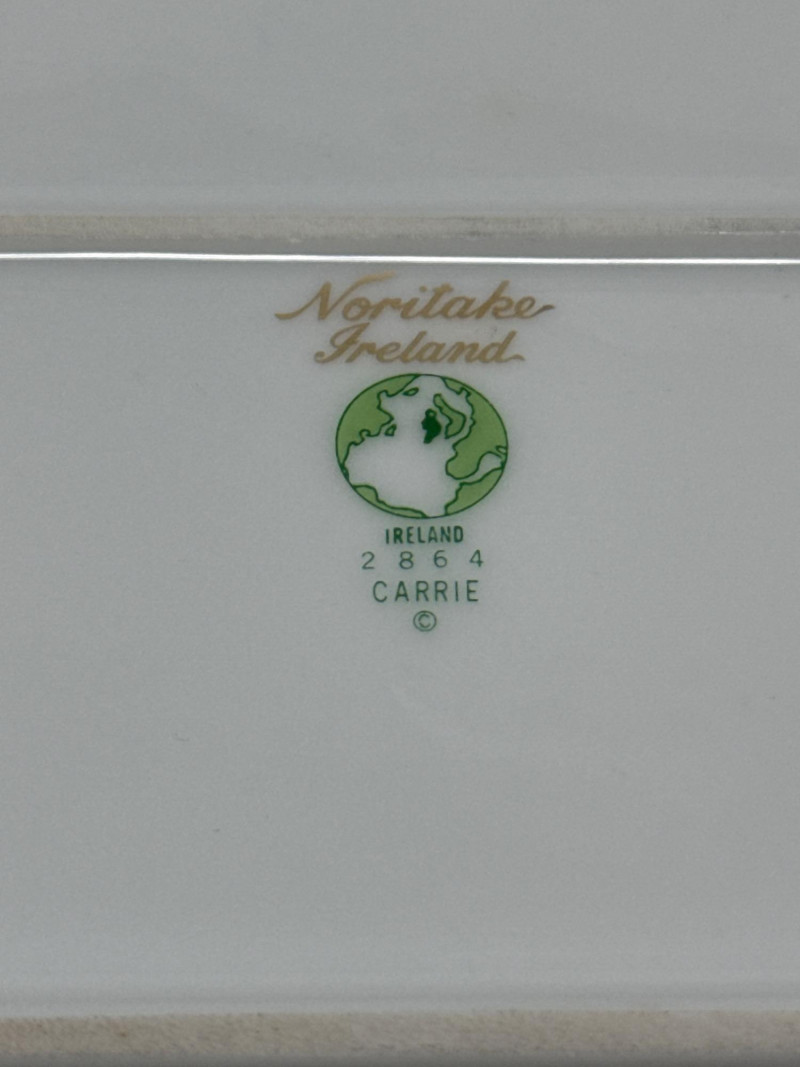 Noritake
Ireland
IRELAND
2864
CARRIE
©